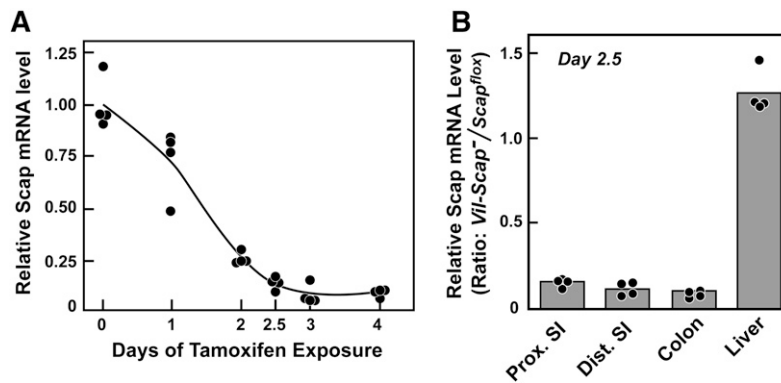 A
Relative Scap mRNA level
1.25
1.00
0.75
0.50
0.25
0
0 1 2 2.5 3 4
Days of Tamoxifen Exposure
B
Relative Scap mRNA Level
(Ratio: Vil-Scap⁻/Scapᶠˡᵒˣ)
Day 2.5
1.5
1.0
0.5
0
Prox. SI
Dist. SI
Colon
Liver